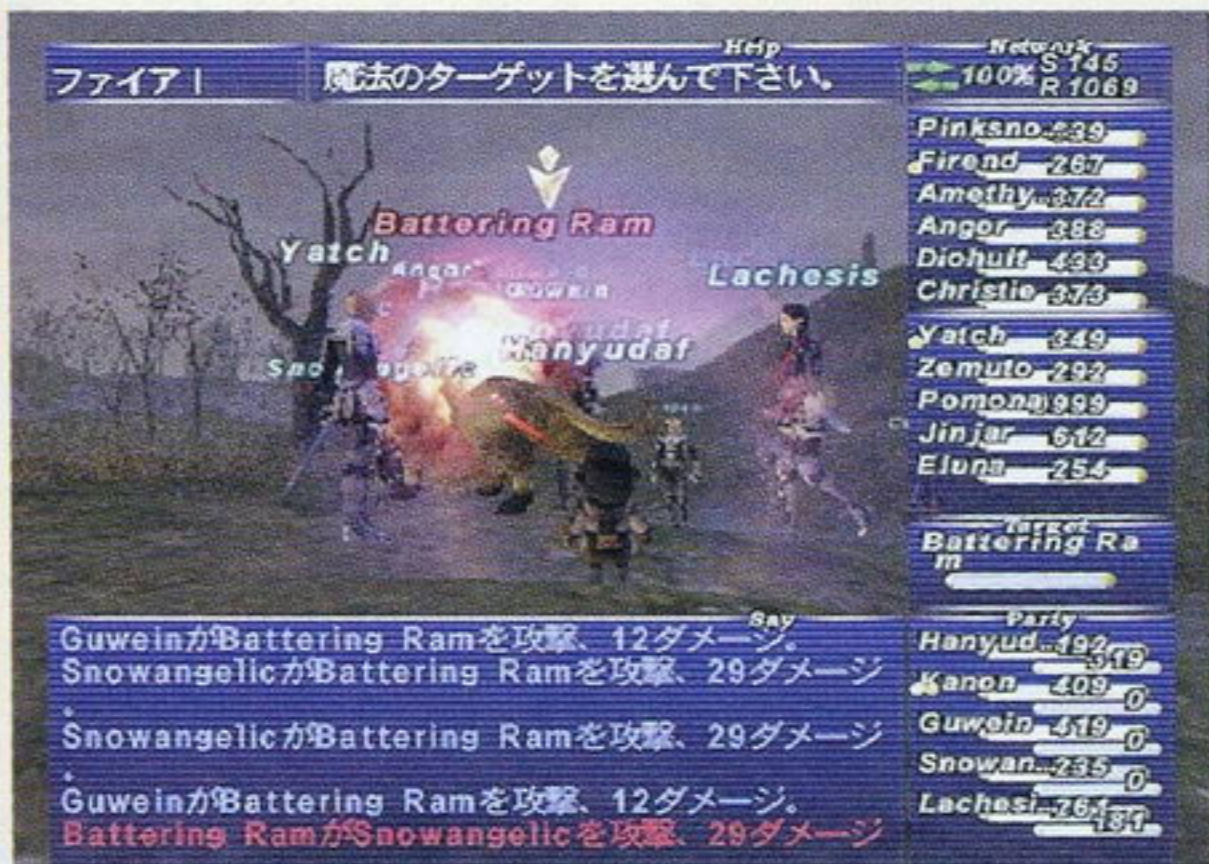 Help
ファイア I
魔法のターゲットを選んで下さい。
Network
100% S 145
R 1069
Pinksno...
Firend 267
Amethy...372
Angor 388
Diohult 433
Christie 373
Yatch 349
Zemuto 292
Pomona 999
Jinjar 612
Eluna 254
Target
Battering Ra
m
Party
Hanyud...492
319
Kanon 409
0
Guwein 419
0
Snowan...235
0
Lachesi...261
181
Battering Ram
Yatch
Angor
Guwein
Lachesis
Hanyudaf
Say
GuweinがBattering Ramを攻撃、12ダメージ。
SnowangelicがBattering Ramを攻撃、29ダメージ
。
SnowangelicがBattering Ramを攻撃、29ダメージ
。
GuweinがBattering Ramを攻撃、12ダメージ。
Battering RamがSnowangelicを攻撃、29ダメージ